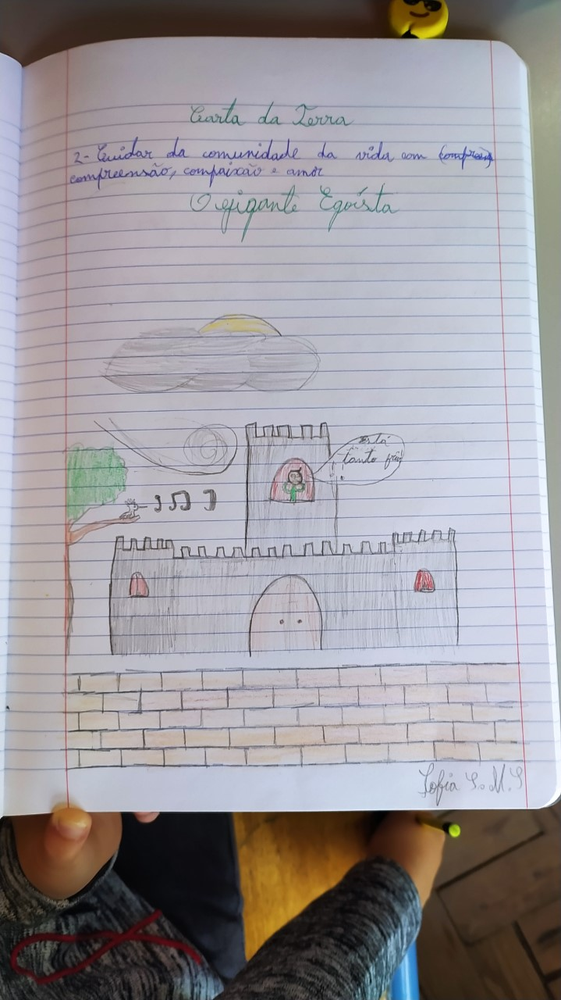 Carta da Terra
2- Cuidar da comunidade da vida com (compree)
compreensão, compaixão e amor
O gigante Egoísta
está
tanto frio
Sofia S. M. S